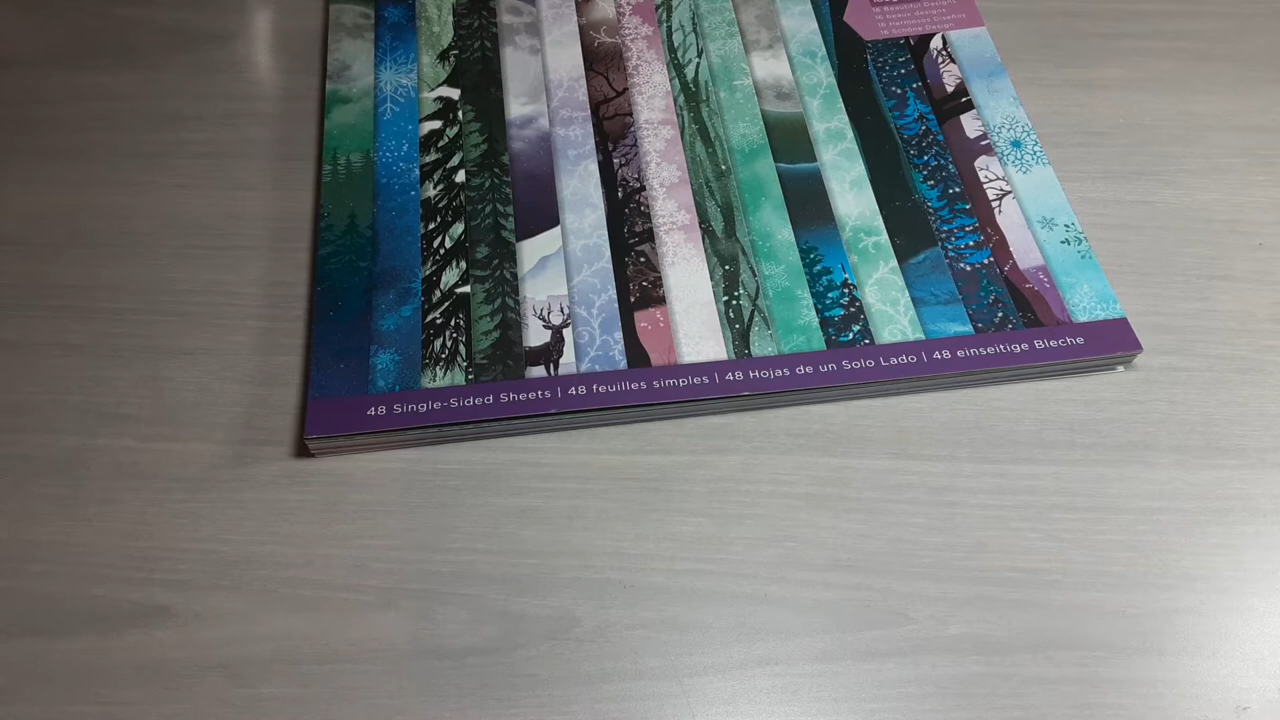 16 Beautiful Designs
16 beaux designs
16 Harmosos Diseños
16 Schöne Design
48 Single-Sided Sheets | 48 feuilles simples | 48 Hojas de un Solo Lado | 48 einseitige Bleche